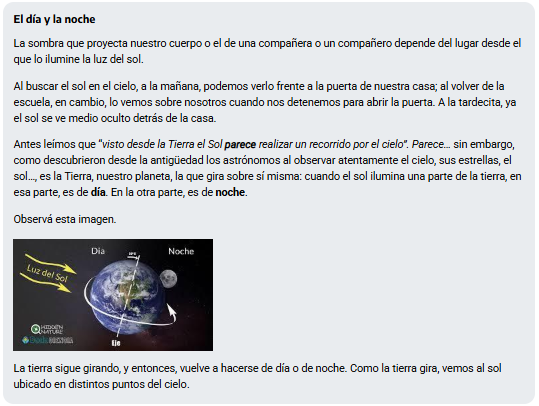 El día y la noche
La sombra que proyecta nuestro cuerpo o el de una compañera o un compañero depende del lugar desde el
que lo ilumine la luz del sol.
Al buscar el sol en el cielo, a la mañana, podemos verlo frente a la puerta de nuestra casa; al volver de la
escuela, en cambio, lo vemos sobre nosotros cuando nos detenemos para abrir la puerta. A la tardecita, ya
el sol se ve medio oculto detrás de la casa.
Antes leímos que "visto desde la Tierra el Sol parece realizar un recorrido por el cielo". Parece... sin embargo,
como descubrieron desde la antigüedad los astrónomos al observar atentamente el cielo, sus estrellas, el
sol..., es la Tierra, nuestro planeta, la que gira sobre sí misma: cuando el sol ilumina una parte de la tierra, en
esa parte, es de día. En la otra parte, es de noche.
Observá esta imagen.
Día
Noche
Luz del Sol
HIDDEN
NATURE
Eje
La tierra sigue girando, y entonces, vuelve a hacerse de día o de noche. Como la tierra gira, vemos al sol
ubicado en distintos puntos del cielo.